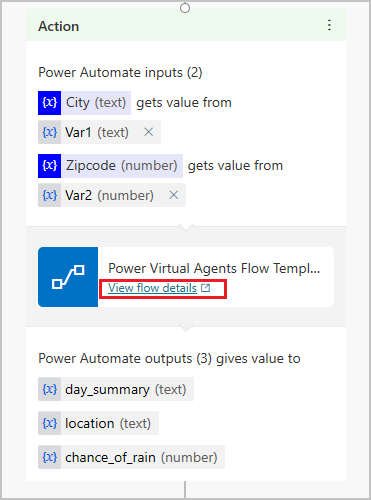 Action
Power Automate inputs (2)
{x} City (text) gets value from
{x} Var1 (text) ×
{x} Zipcode (number) gets value from
{x} Var2 (number) ×
Power Virtual Agents Flow Templ...
View flow details
Power Automate outputs (3) gives value to
{x} day_summary (text)
{x} location (text)
{x} chance_of_rain (number)